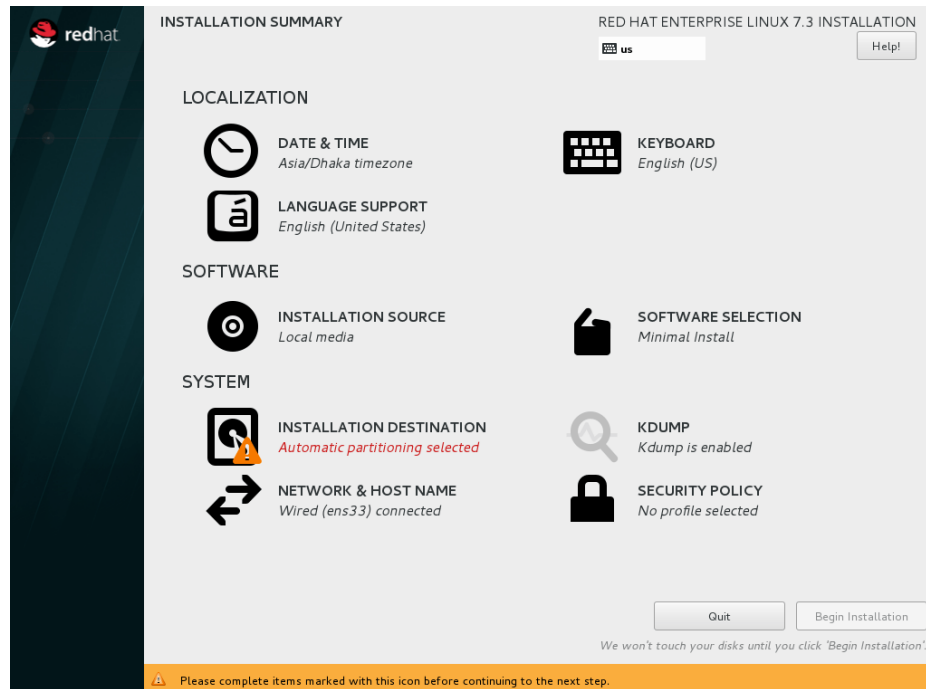 redhat
INSTALLATION SUMMARY
RED HAT ENTERPRISE LINUX 7.3 INSTALLATION
us
Help!
LOCALIZATION
DATE & TIME
Asia/Dhaka timezone
KEYBOARD
English (US)
á
LANGUAGE SUPPORT
English (United States)
SOFTWARE
INSTALLATION SOURCE
Local media
SOFTWARE SELECTION
Minimal Install
SYSTEM
INSTALLATION DESTINATION
Automatic partitioning selected
KDUMP
Kdump is enabled
NETWORK & HOST NAME
Wired (ens33) connected
SECURITY POLICY
No profile selected
Quit
Begin Installation
We won't touch your disks until you click 'Begin Installation'.
Please complete items marked with this icon before continuing to the next step.